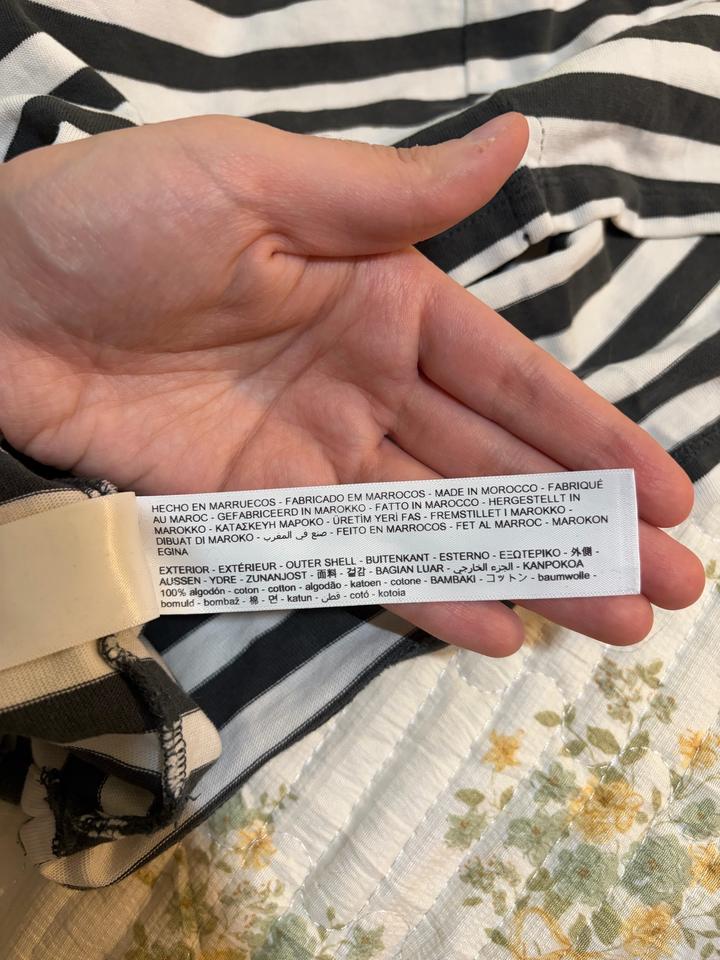 HECHO EN MARRUECOS - FABRICADO EM MARROCOS - MADE IN MOROCCO - FABRIQUÉ
AU MAROC - GEFABRICEERD IN MAROKKO - FATTO IN MAROCCO - HERGESTELLT IN
MAROKKO - ΚΑΤΑΣΚΕΥΗ ΜΑΡΟΚΟ - ÜRETİM YERİ FAS - FREMSTILLET I MAROKKO -
DIBUAT DI MAROKO - صنع في المغرب - FEITO EN MARROCOS - FET AL MARROC - MAROKON
EGINA
EXTERIOR - EXTÉRIEUR - OUTER SHELL - BUITENKANT - ESTERNO - ΕΞΩΤΕΡΙΚΟ - 外側 -
AUSSEN - YDRE - ZUNANJOST - 面料 - 겉감 - BAGIAN LUAR - الجزء الخارجي - KANPOKOA
100% algodón - coton - cotton - algodão - katoen - cotone - ΒΑΜΒΑΚΙ - コットン - baumwolle -
bomuld - bombaž - 棉 - 면 - katun - قطن - cotó - kotoia